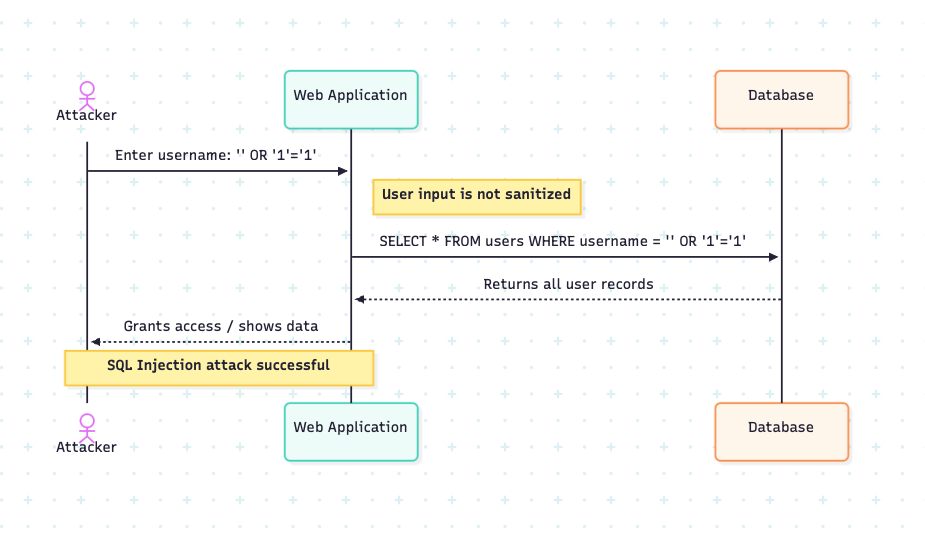 Attacker
Web Application
Database
Enter username: '' OR '1'='1'
User input is not sanitized
SELECT * FROM users WHERE username = '' OR '1'='1'
Returns all user records
Grants access / shows data
SQL Injection attack successful
Attacker
Web Application
Database